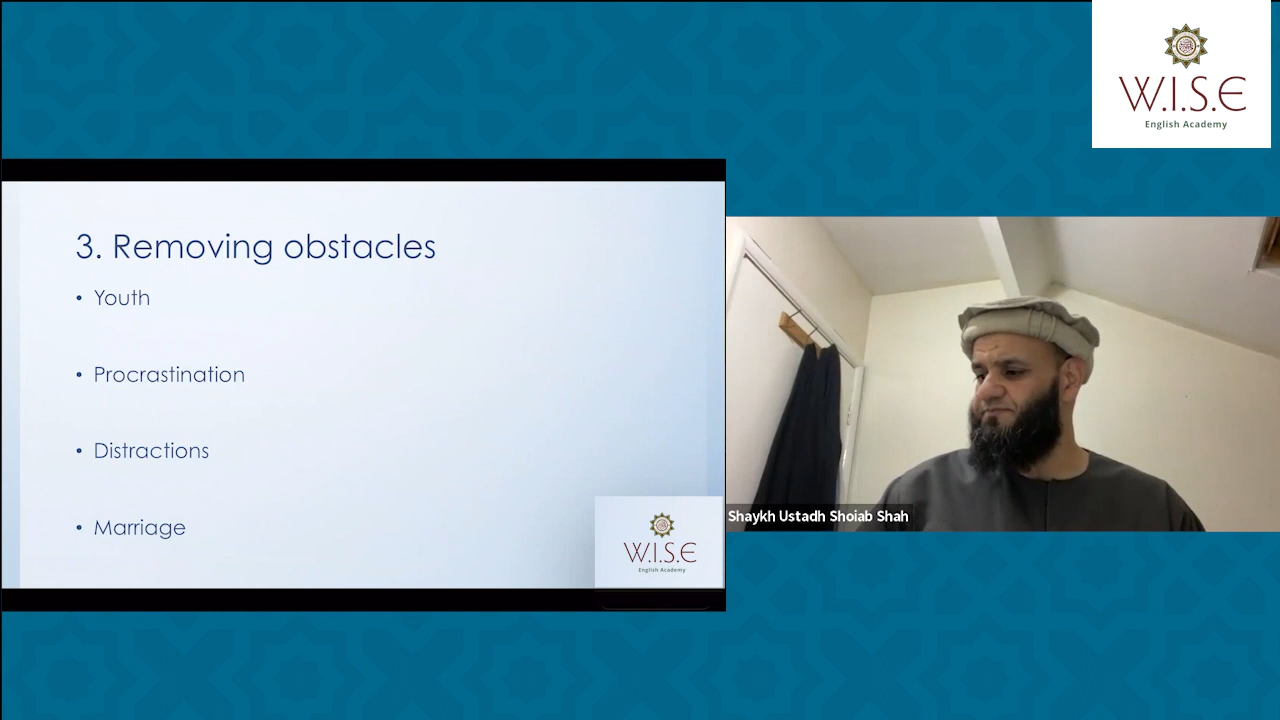 W.I.S.E
English Academy
3. Removing obstacles
• Youth
• Procrastination
• Distractions
• Marriage
W.I.S.E
English Academy
Shaykh Ustadh Shoiab Shah